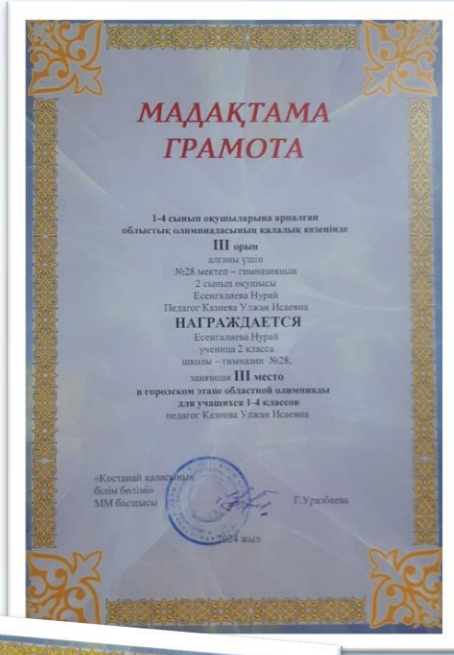 МАДАҚТАМА
ГРАМОТА
1-4 сынып оқушыларына арналған
облыстық олимпиадасының қалалық кезеңінде
III орын
алғаны үшін
№28 мектеп – гимназияның
2 сынып оқушысы
Есенгалиева Нурай
Педагог Казиева Улжан Исаевна
НАГРАЖДАЕТСЯ
Есенгалиева Нурай
ученица 2 класса
школы – гимназии №28,
занявшая III место
в городском этапе областной олимпиады
для учащихся 1-4 классов
педагог Казиева Улжан Исаевна
«Қостанай қаласының
білім бөлімі»
ММ басшысы
Г.Уразбаева
2024 жыл